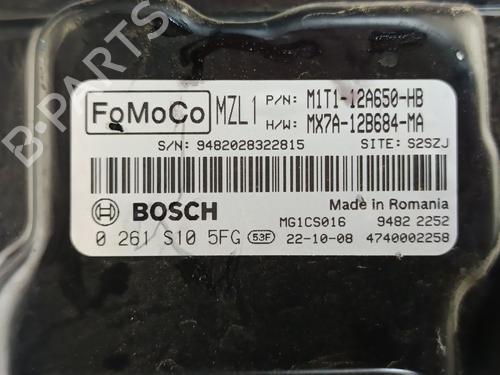 FoMoCo MZL1 P/N: M1T1-12A650-HB
H/W: MX7A-12B684-MA
S/N: 9482028322815 SITE: S2SZJ
BOSCH Made in Romania
MG1CS016 9482 2252
0 261 S10 5FG 53F 22-10-08 4740002258
B-PARTS